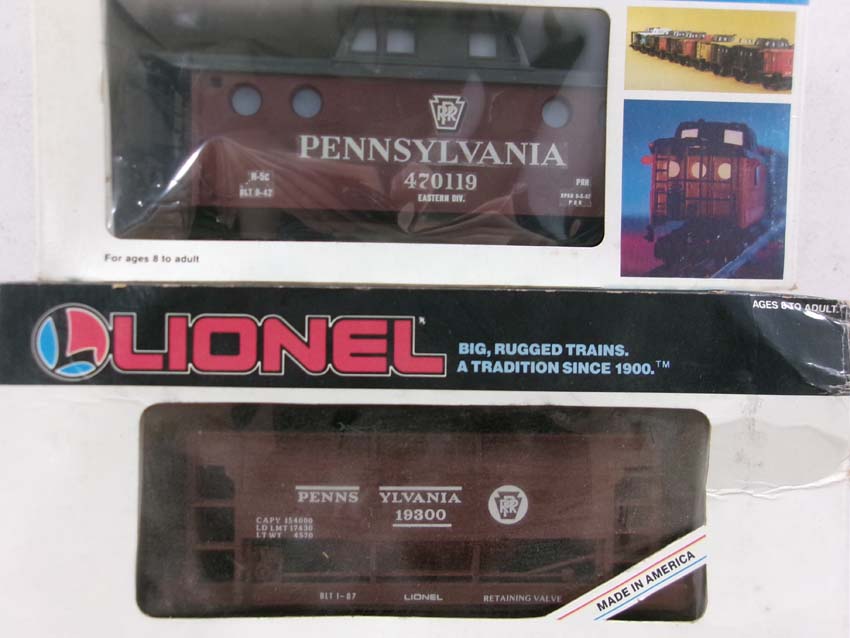 PRR
PENNSYLVANIA
470119
EASTERN DIV.
N-5C
BLT 8-42
PRR
For ages 8 to adult
LIONEL
BIG, RUGGED TRAINS.
A TRADITION SINCE 1900.™
AGES 8 TO ADULT.
PENNSYLVANIA
19300
PRR
CAPY 154000
LD LMT 17430
LT WT 4570
BLT 1-87
LIONEL
RETAINING VALVE
MADE IN AMERICA